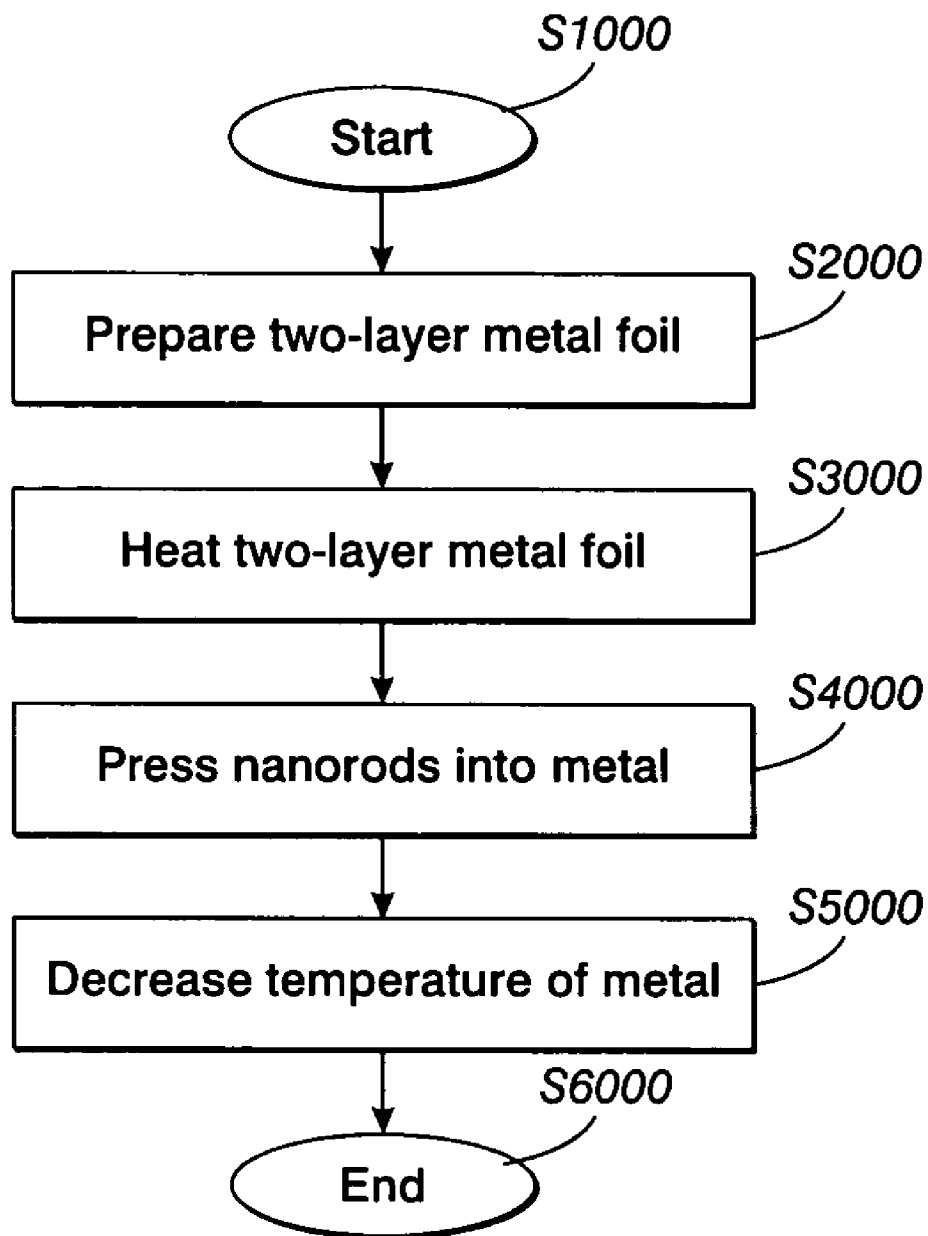 S1000
Start
S2000
Prepare two-layer metal foil
S3000
Heat two-layer metal foil
S4000
Press nanorods into metal
S5000
Decrease temperature of metal
S6000
End